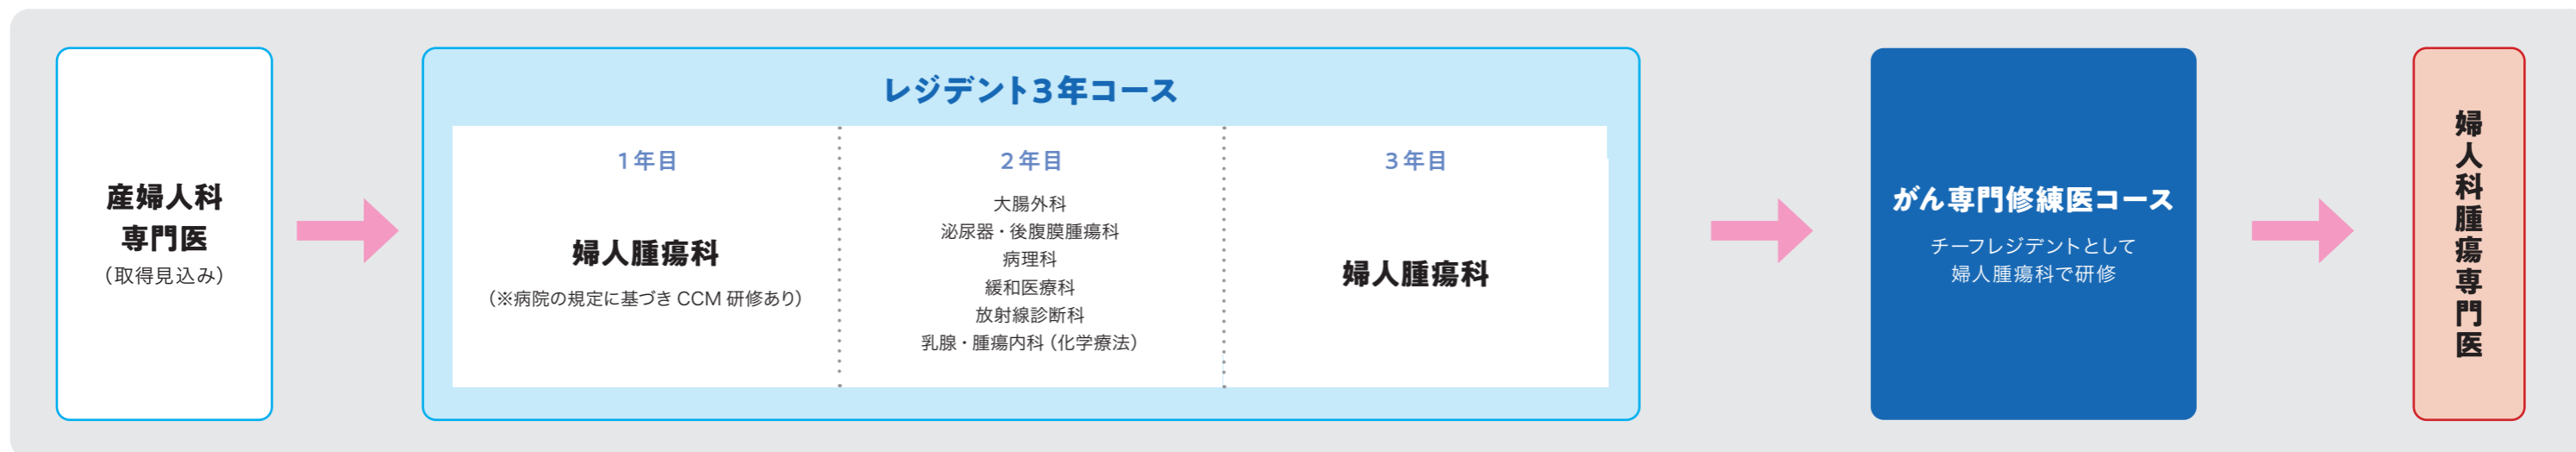 産婦人科
専門医
（取得見込み）
レジデント3年コース
1年目
婦人腫瘍科
（※病院の規定に基づき CCM 研修あり）
2年目
大腸外科
泌尿器・後腹膜腫瘍科
病理科
緩和医療科
放射線診断科
乳腺・腫瘍内科（化学療法）
3年目
婦人腫瘍科
がん専門修練医コース
チーフレジデントとして
婦人腫瘍科で研修
婦人科腫瘍専門医